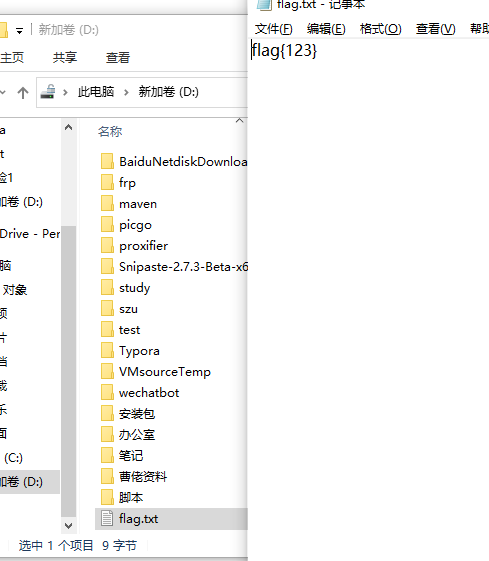 新加卷 (D:)
主页 共享 查看
此电脑 > 新加卷 (D:)
名称
a
t
验1
加卷 (D:)
Drive - Per
脑
对象
频
片
档
载
乐
面
(C:)
加卷 (D:)
BaiduNetdiskDownloa
frp
maven
picgo
proxifier
Snipaste-2.7.3-Beta-x6
study
szu
test
Typora
VMsourceTemp
wechatbot
安装包
办公室
笔记
曹佬资料
脚本
flag.txt
选中 1 个项目 9 字节
flag.txt - 记事本
文件(F) 编辑(E) 格式(O) 查看(V) 帮助
flag{123}